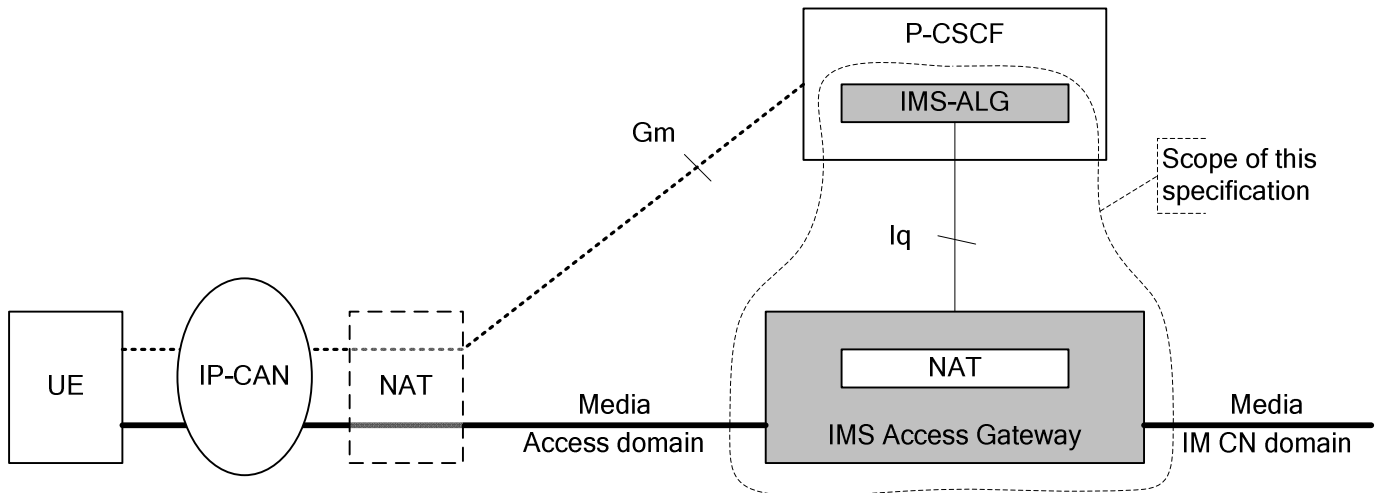 P-CSCF
IMS-ALG
Gm
Scope of this
specification
Iq
UE
IP-CAN
NAT
NAT
Media
Access domain
IMS Access Gateway
Media
IM CN domain